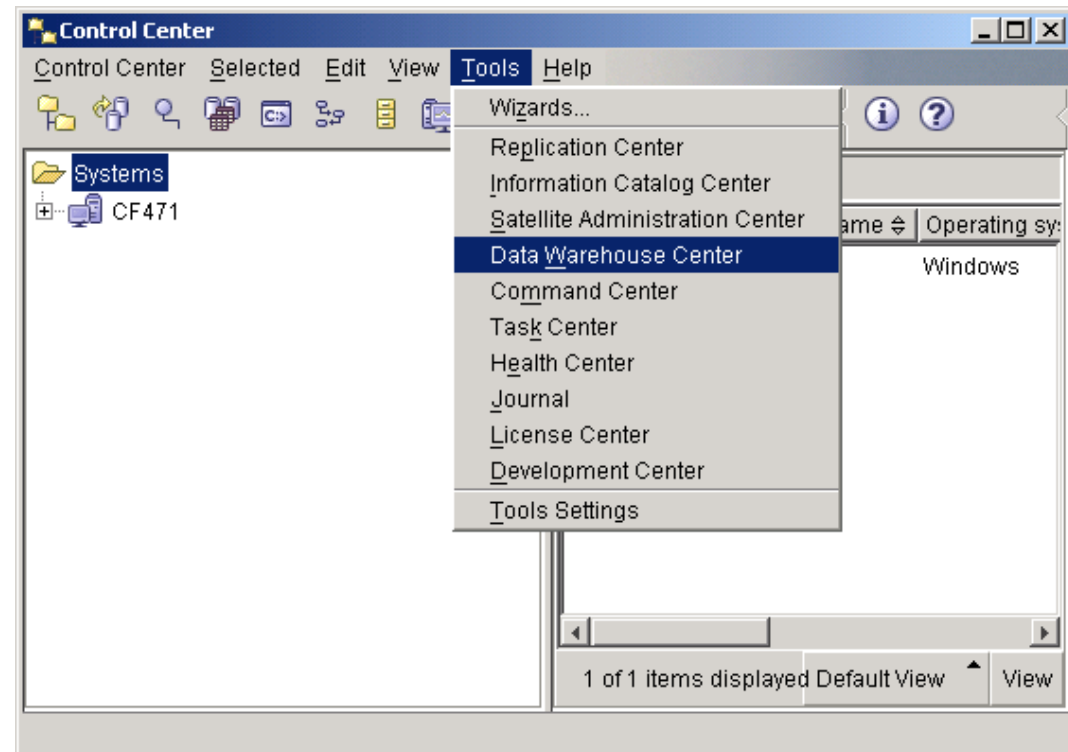 Control Center
Control Center Selected Edit View Tools Help
C:>
Wizards...
Replication Center
Information Catalog Center
Satellite Administration Center
Data Warehouse Center
Command Center
Task Center
Health Center
Journal
License Center
Development Center
Tools Settings
Systems
CF471
ame Operating sy
Windows
1 of 1 items displayed Default View View